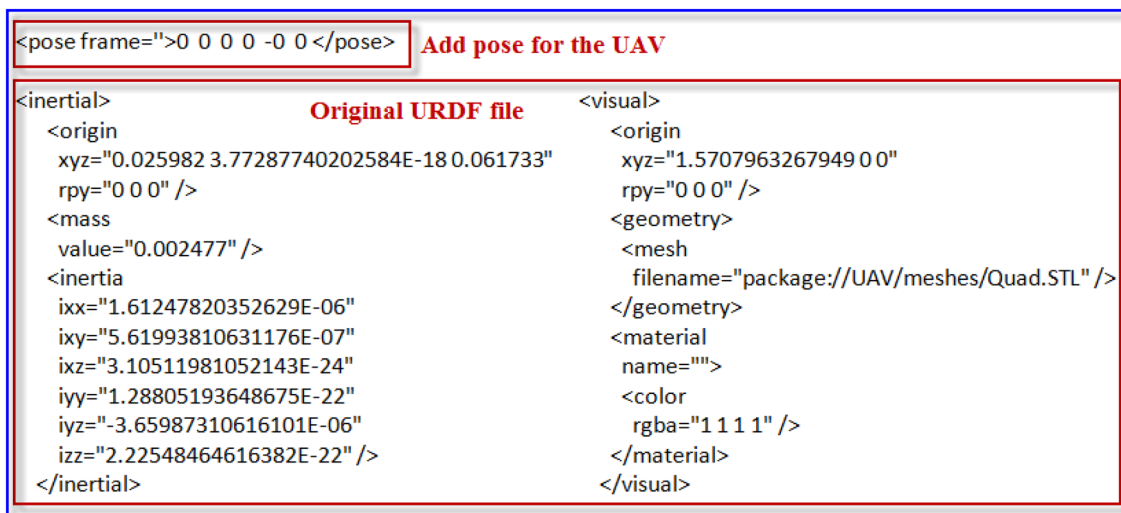 <pose frame=''>0 0 0 0 -0 0 </pose>
Add pose for the UAV
Original URDF file
<inertial>
<origin
xyz="0.025982 3.77287740202584E-18 0.061733"
rpy="0 0 0" />
<mass
value="0.002477" />
<inertia
ixx="1.61247820352629E-06"
ixy="5.61993810631176E-07"
ixz="3.10511981052143E-24"
iyy="1.28805193648675E-22"
iyz="-3.65987310616101E-06"
izz="2.22548464616382E-22" />
</inertial>
<visual>
<origin
xyz="1.5707963267949 0 0"
rpy="0 0 0" />
<geometry>
<mesh
filename="package://UAV/meshes/Quad.STL" />
</geometry>
<material
name="">
<color
rgba="1 1 1 1" />
</material>
</visual>